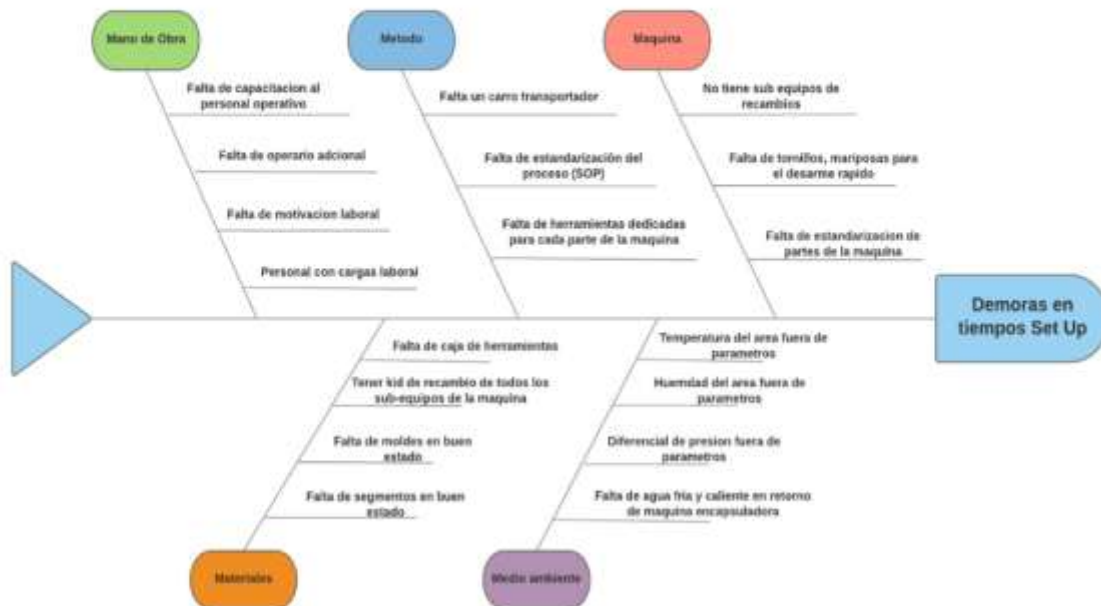 Mano de Obra
Metodo
Maquina
Falta de capacitacion al
personal operativo
Falta de operario adcional
Falta de motivacion laboral
Personal con cargas laboral
Falta un carro transportador
Falta de estandarización del
proceso (SOP)
Falta de herramientas dedicadas
para cada parte de la maquina
No tiene sub equipos de
recambios
Falta de tornillos, mariposas para
el desarme rapido
Falta de estandarizacion de
partes de la maquina
Demoras en
tiempos Set Up
Falta de caja de herramientas
Tener kid de recambio de todos los
sub-equipos de la maquina
Falta de moldes en buen
estado
Falta de segmentos en buen
estado
Temperatura del area fuera de
parametros
Huemdad del area fuera de
parametros
Diferencial de presion fuera de
parametros
Falta de agua fria y caliente en retorno
de maquina encapsuladora
Materiales
Medio ambiente